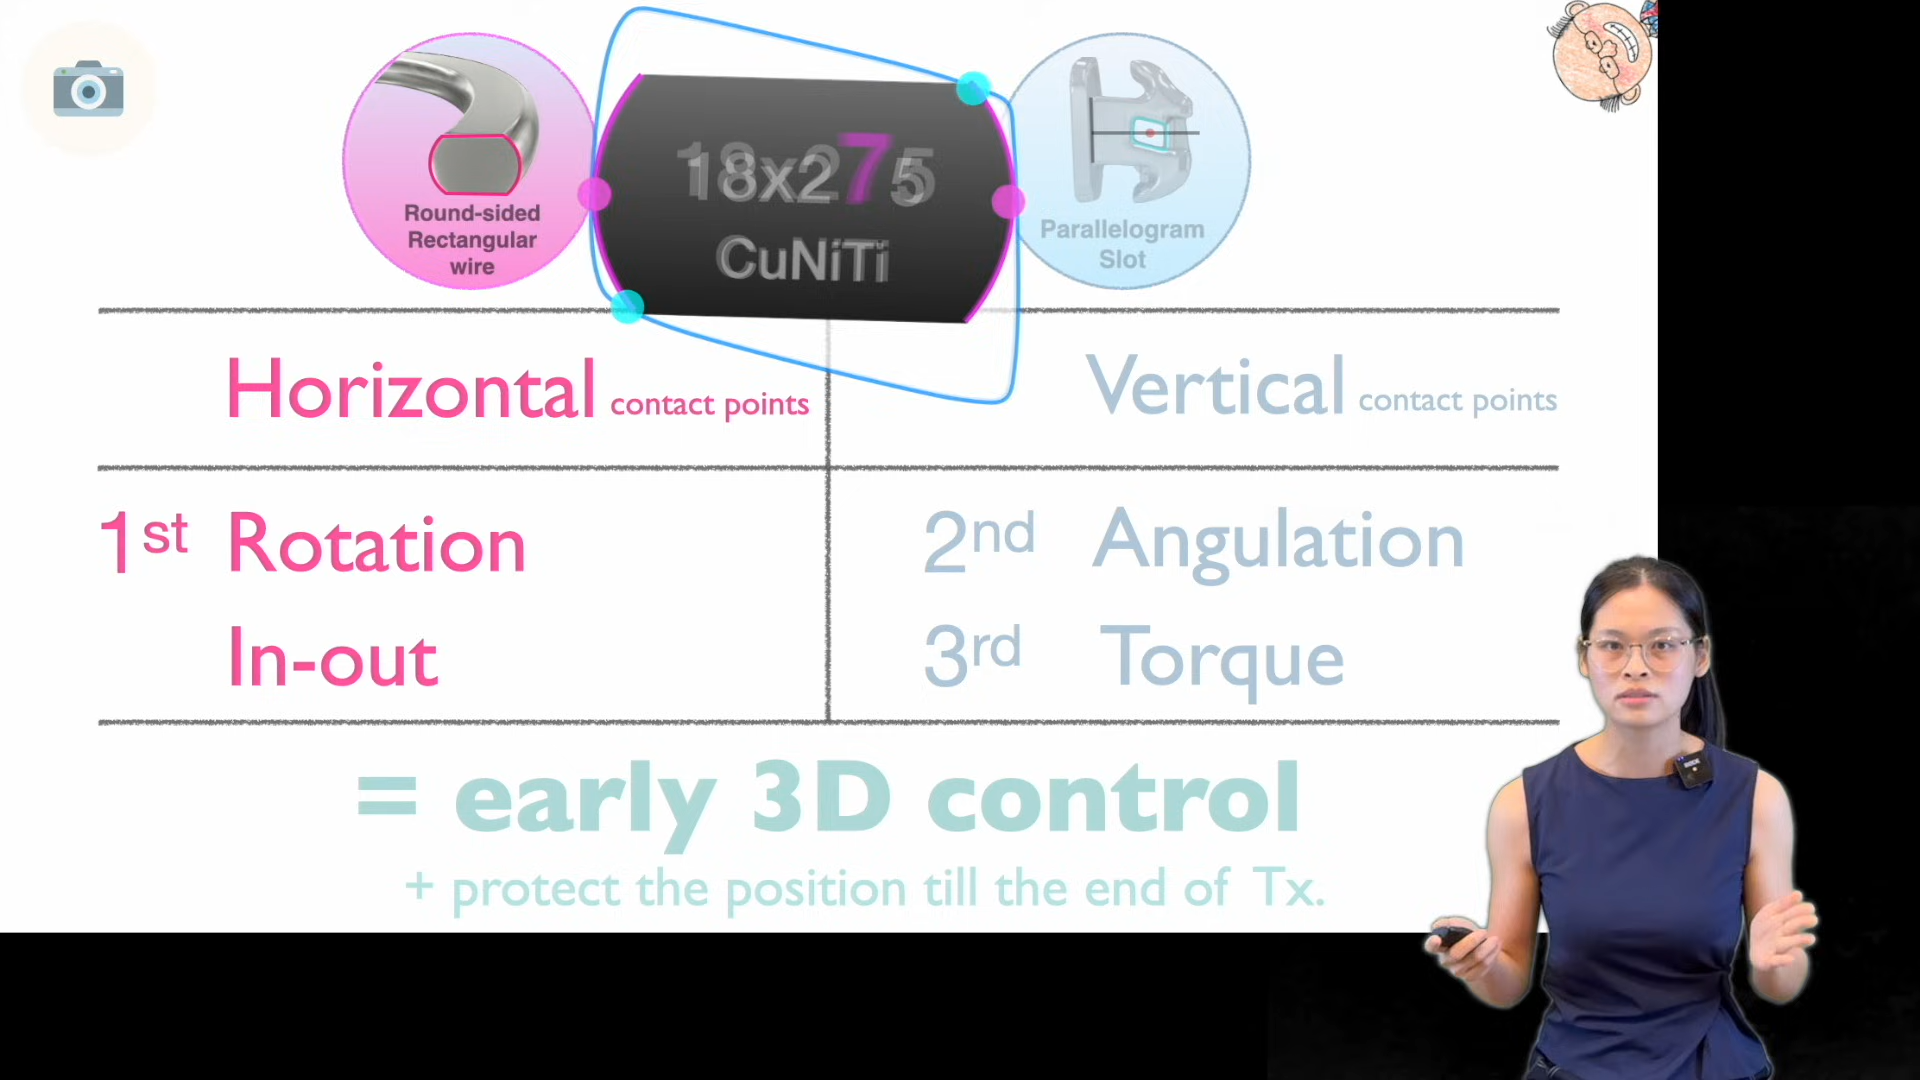 Round-sided
Rectangular
wire
18x275
CuNiTi
Parallelogram
Slot
Horizontal contact points
Vertical contact points
1st Rotation
In-out
2nd Angulation
3rd Torque
= early 3D control
+ protect the position till the end of Tx.